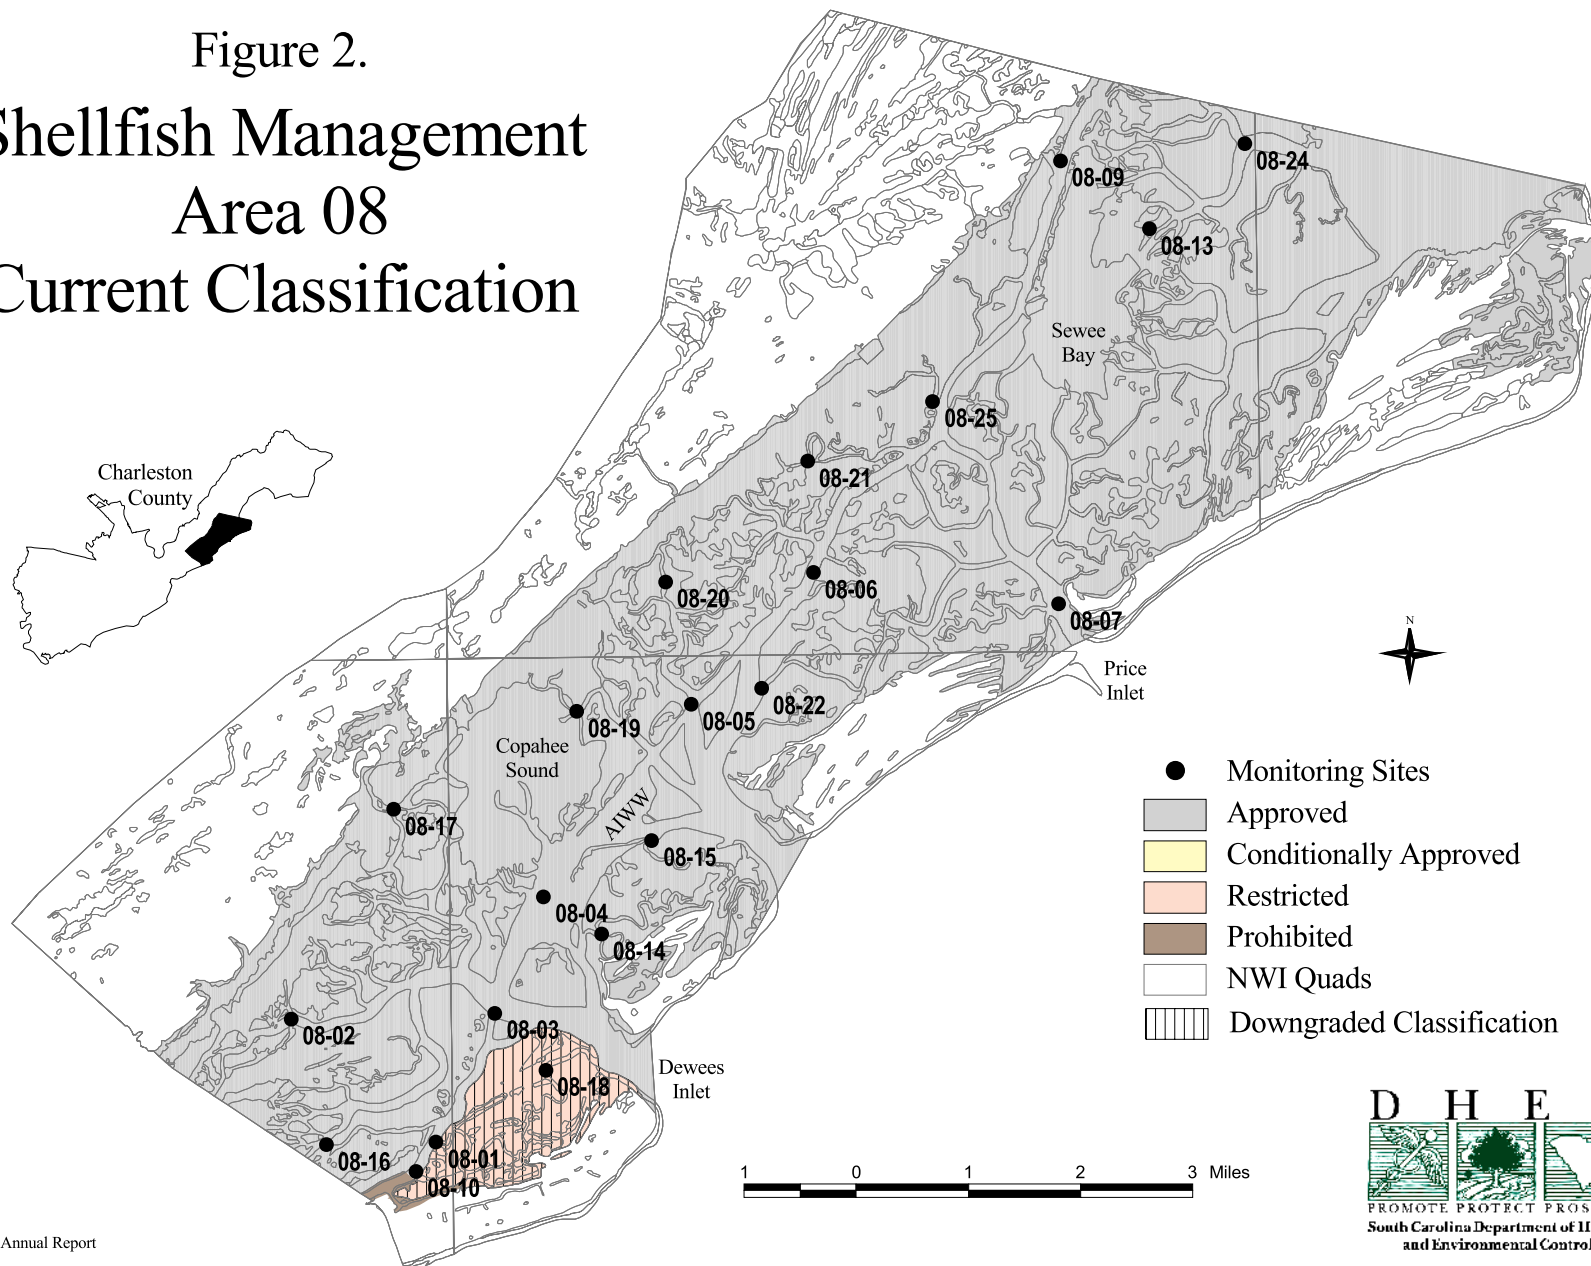 Figure 2.
Shellfish Management
Area 08
Current Classification
Charleston
County
08-09
08-24
08-13
Sewee
Bay
08-25
08-21
08-20
08-06
08-07
N
Price
Inlet
08-22
08-05
08-19
Copahee
Sound
AIWW
08-17
08-15
08-04
08-14
08-02
08-03
08-18
Dewees
Inlet
08-16
08-01
08-10
Monitoring Sites
Approved
Conditionally Approved
Restricted
Prohibited
NWI Quads
Downgraded Classification
1 0 1 2 3 Miles
D H E
PROMOTE PROTECT PROS
South Carolina Department of H
and Environmental Control
Annual Report